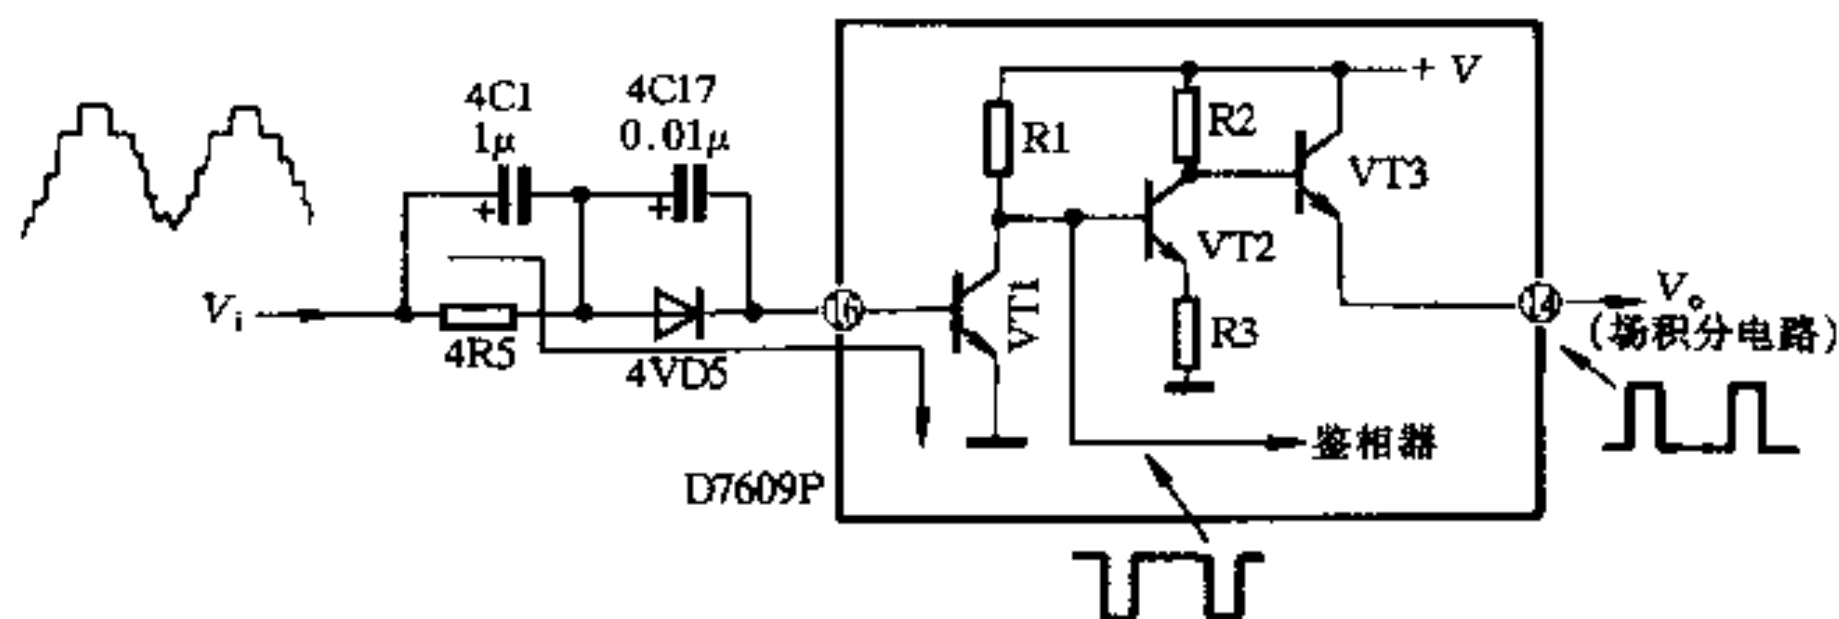 4C1
1μ
4C17
0.01μ
+ V
R1
R2
VT3
VT2
VT1
R3
Vi
4R5
4VD5
16
14
Vo
(场积分电路)
鉴相器
D7609P
+
+